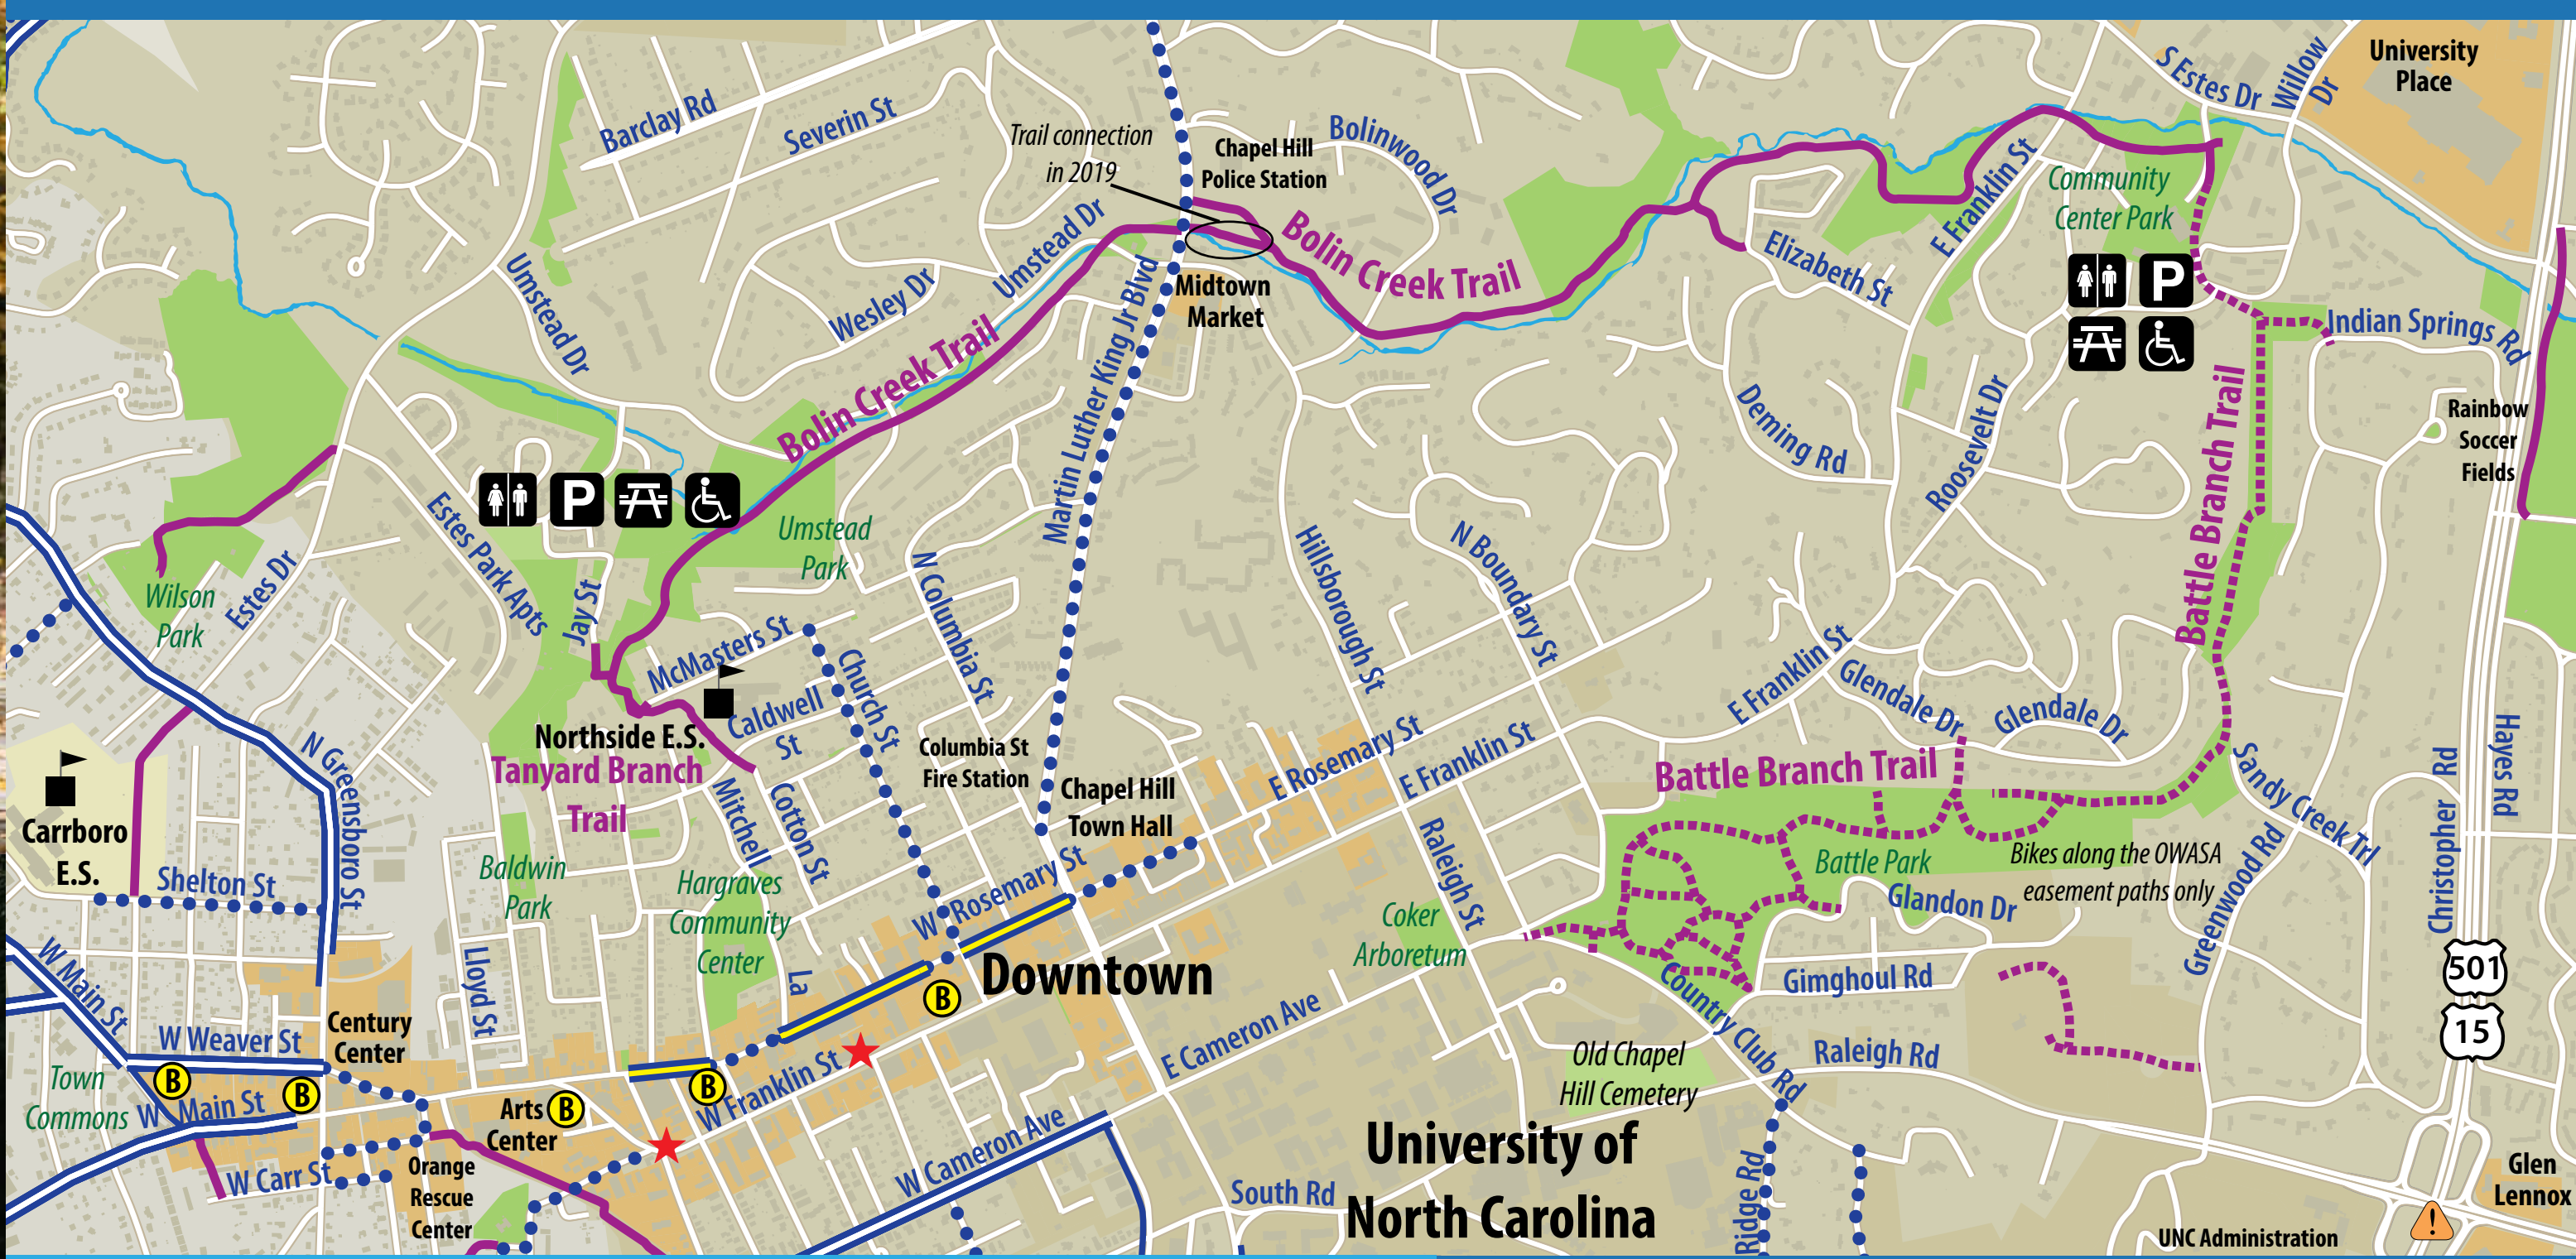 University
Place
S Estes Dr
Willow
Dr
Barclay Rd
Severin St
Trail connection
in 2019
Chapel Hill
Police Station
Bolinwood Dr
Community
Center Park
E Franklin St
Umstead Dr
Umstead Dr
Wesley Dr
Bolin Creek Trail
Elizabeth St
Midtown
Market
P
Indian Springs Rd
Bolin Creek Trail
Martin Luther King Jr Blvd
Deming Rd
Roosevelt Dr
Battle Branch Trail
Rainbow
Soccer
Fields
P
Umstead
Park
Estes Park Apts
Wilson
Park
Estes Dr
Jay St
McMasters St
N Columbia St
Hillsborough St
N Boundary St
Northside E.S.
Tanyard Branch
Trail
Caldwell
St
Church St
Columbia St
Fire Station
Chapel Hill
Town Hall
E Rosemary St
E Franklin St
E Franklin St
Glendale Dr
Glendale Dr
Battle Branch Trail
Sandy Creek Trl
Hayes Rd
Christopher Rd
N Greensboro St
Carrboro
E.S.
Shelton St
Baldwin
Park
Mitchell
La
Cotton St
Hargraves
Community
Center
W Rosemary St
Raleigh St
Coker
Arboretum
Battle Park
Bikes along the OWASA
easement paths only
Glandon Dr
Greenwood Rd
Gimghoul Rd
Country Club Rd
Downtown
B
501
15
W Main St
W Weaver St
Century
Center
Lloyd St
B
B
Town
Commons
W Main St
Arts
Center
B
B
W Franklin St
E Cameron Ave
Old Chapel
Hill Cemetery
Raleigh Rd
W Carr St
Orange
Rescue
Center
W Cameron Ave
South Rd
University of
North Carolina
Ridge Rd
UNC Administration
!
Glen
Lennox